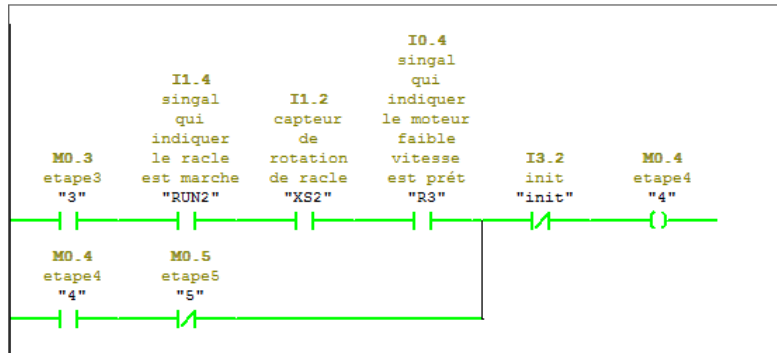 I0.4
singal
qui
indiquer
le moteur
faible
vitesse
est prét
"R3"
I1.4
singal
qui
indiquer
le racle
est marche
"RUN2"
I1.2
capteur
de
rotation
de racle
"XS2"
M0.3
etape3
"3"
I3.2
init
"init"
M0.4
etape4
"4"
M0.4
etape4
"4"
M0.5
etape5
"5"